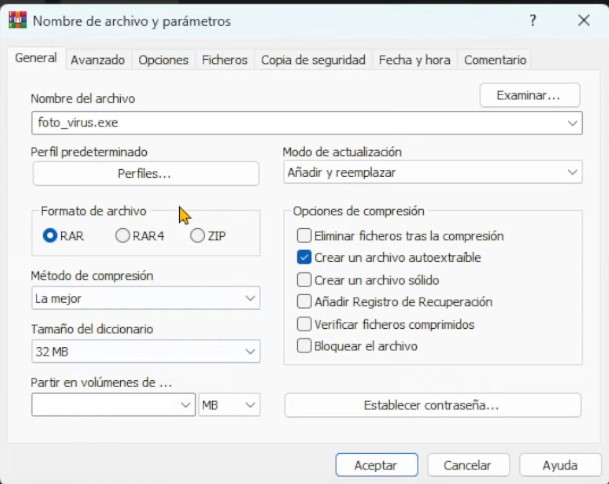 Nombre de archivo y parámetros
General Avanzado Opciones Ficheros Copia de seguridad Fecha y hora Comentario
Nombre del archivo
Examinar...
foto_virus.exe
Perfil predeterminado
Perfiles...
Modo de actualización
Añadir y reemplazar
Formato de archivo
RAR RAR4 ZIP
Método de compresión
La mejor
Tamaño del diccionario
32 MB
Partir en volúmenes de ...
MB
Opciones de compresión
Eliminar ficheros tras la compresión
Crear un archivo autoextraíble
Crear un archivo sólido
Añadir Registro de Recuperación
Verificar ficheros comprimidos
Bloquear el archivo
Establecer contraseña...
Aceptar Cancelar Ayuda